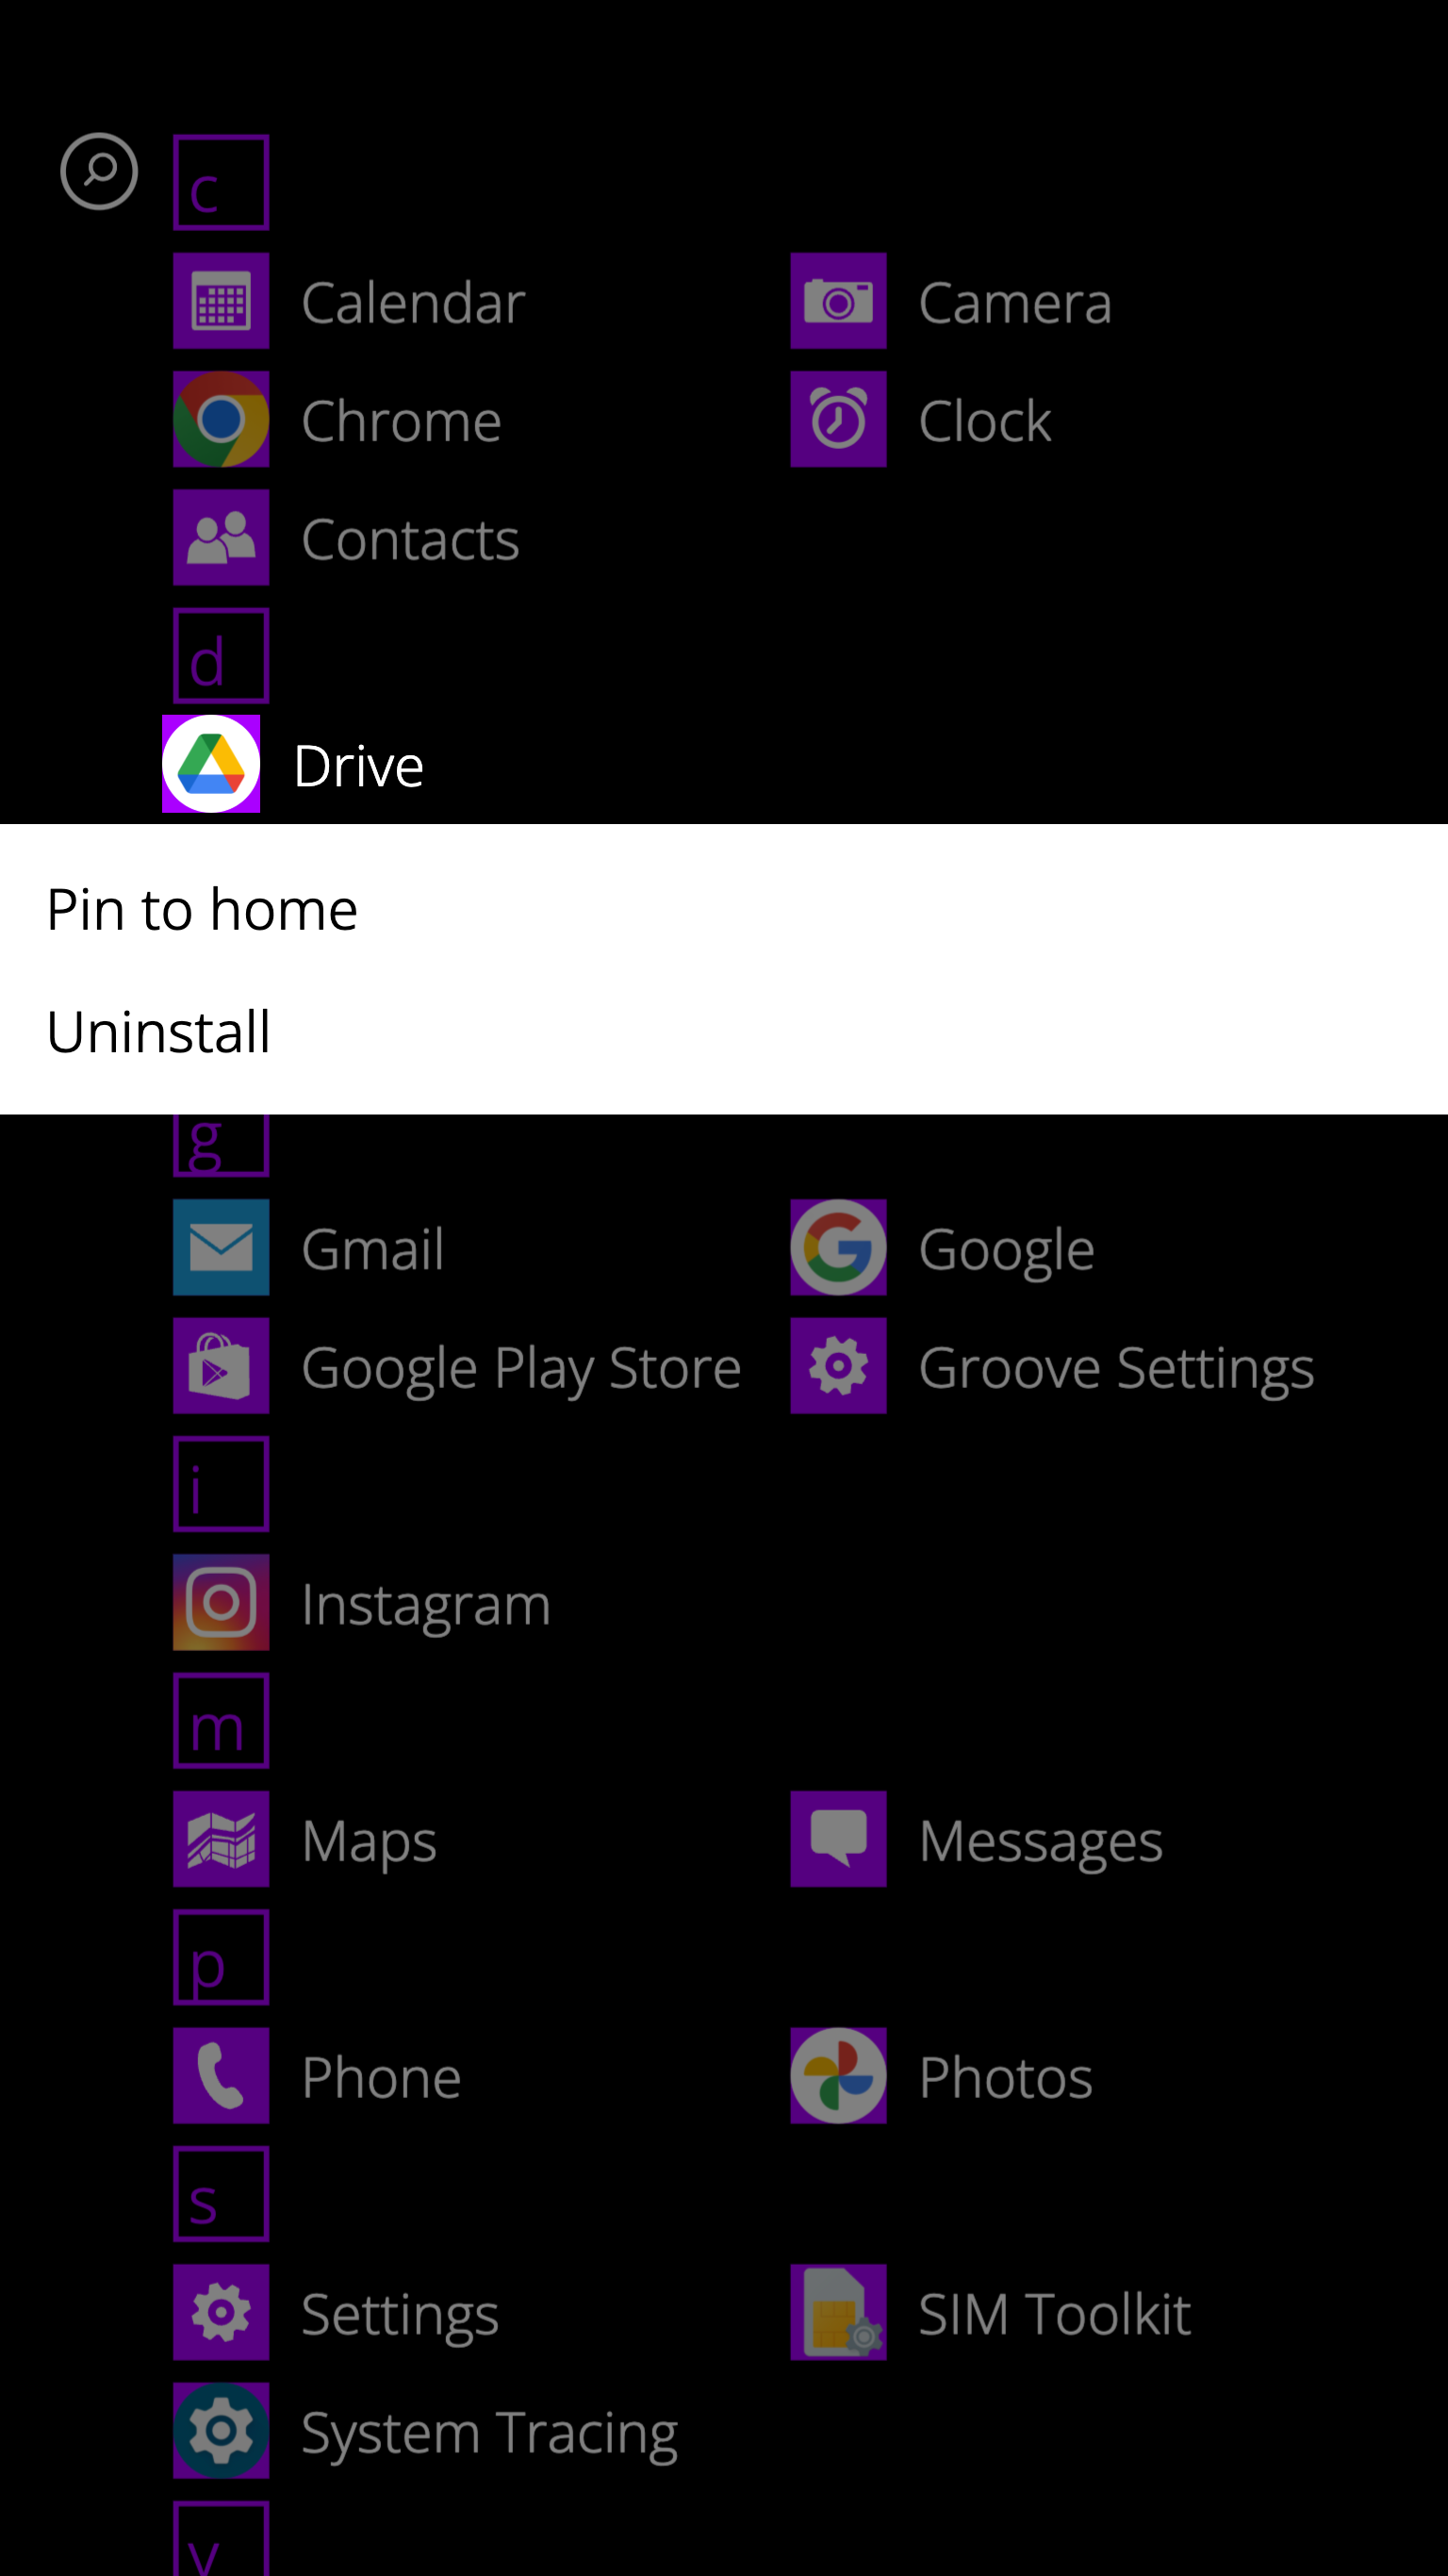 c
Calendar Camera
Chrome Clock
Contacts
d
Drive
Pin to home
Uninstall
g
Gmail Google
Google Play Store Groove Settings
i
Instagram
m
Maps Messages
p
Phone Photos
s
Settings SIM Toolkit
System Tracing